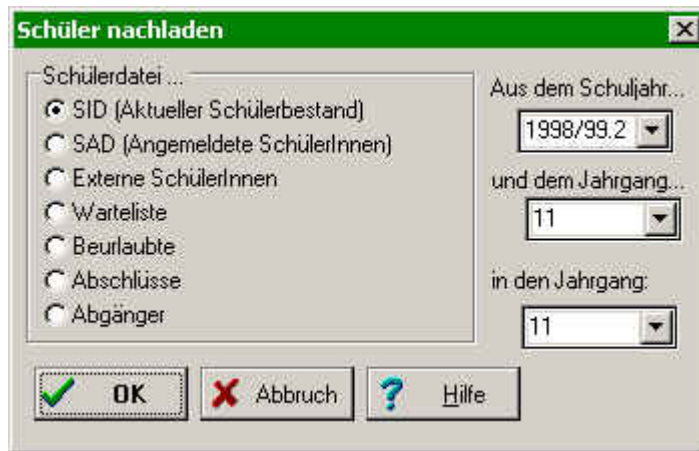 Schüler nachladen
Schülerdatei ...
SID (Aktueller Schülerbestand)
SAD (Angemeldete SchülerInnen)
Externe SchülerInnen
Warteliste
Beurlaubte
Abschlüsse
Abgänger
Aus dem Schuljahr...
1998/99.2
und dem Jahrgang...
11
in den Jahrgang:
11
OK
Abbruch
Hilfe